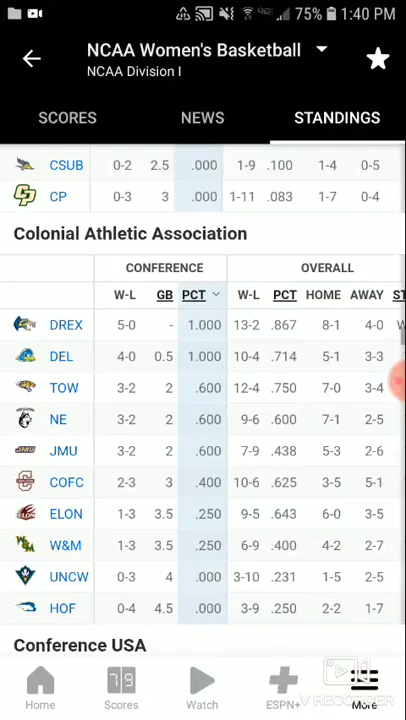 75% 1:40 PM
NCAA Women's Basketball
NCAA Division I
SCORES NEWS STANDINGS
CSUB 0-2 2.5 .000 1-9 .100 1-4 0-5
CP 0-3 3 .000 1-11 .083 1-7 0-4
Colonial Athletic Association
CONFERENCE OVERALL
W-L GB PCT W-L PCT HOME AWAY ST
DREX 5-0 - 1.000 13-2 .867 8-1 4-0 W
DEL 4-0 0.5 1.000 10-4 .714 5-1 3-3
TOW 3-2 2 .600 12-4 .750 7-0 3-4
NE 3-2 2 .600 9-6 .600 7-1 2-5
JMU 3-2 2 .600 7-9 .438 5-3 2-6
COFC 2-3 3 .400 10-6 .625 3-5 5-1
ELON 1-3 3.5 .250 9-5 .643 6-0 3-5
W&M 1-3 3.5 .250 6-9 .400 4-2 2-7
UNCW 0-3 4 .000 3-10 .231 1-5 2-5
HOF 0-4 4.5 .000 3-9 .250 2-2 1-7
Conference USA
Home Scores Watch ESPN+ More
V RECORDER